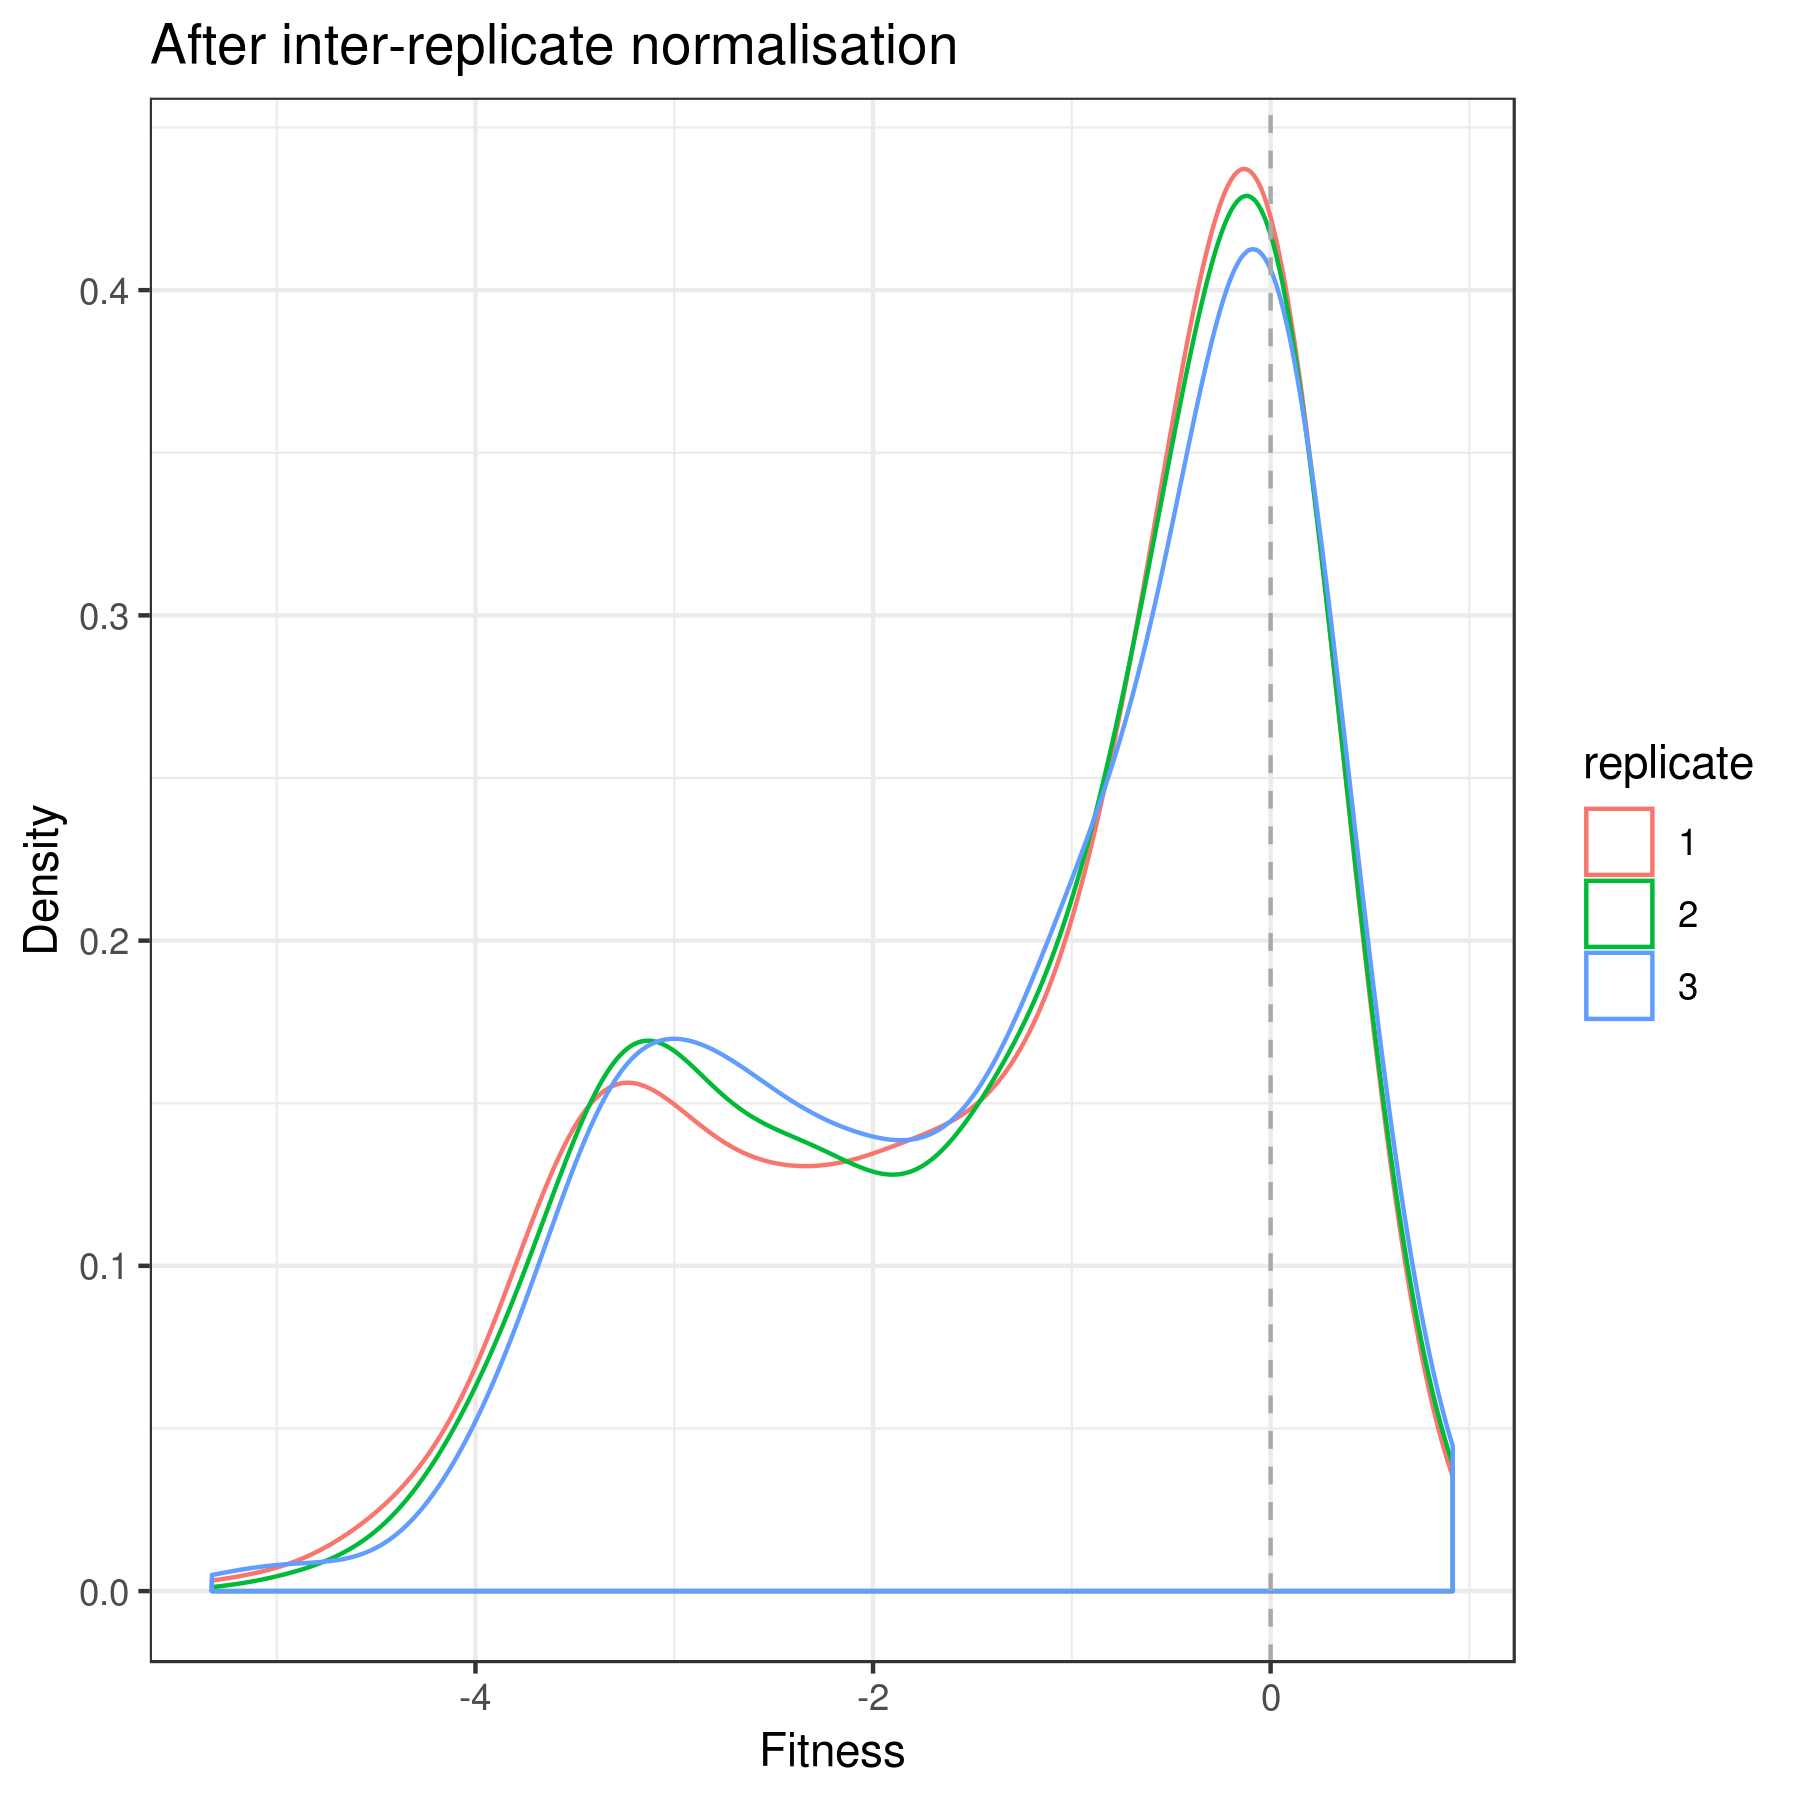 After inter-replicate normalisation
Density
0.4
0.3
0.2
0.1
0.0
-4
-2
0
Fitness
replicate
1
2
3